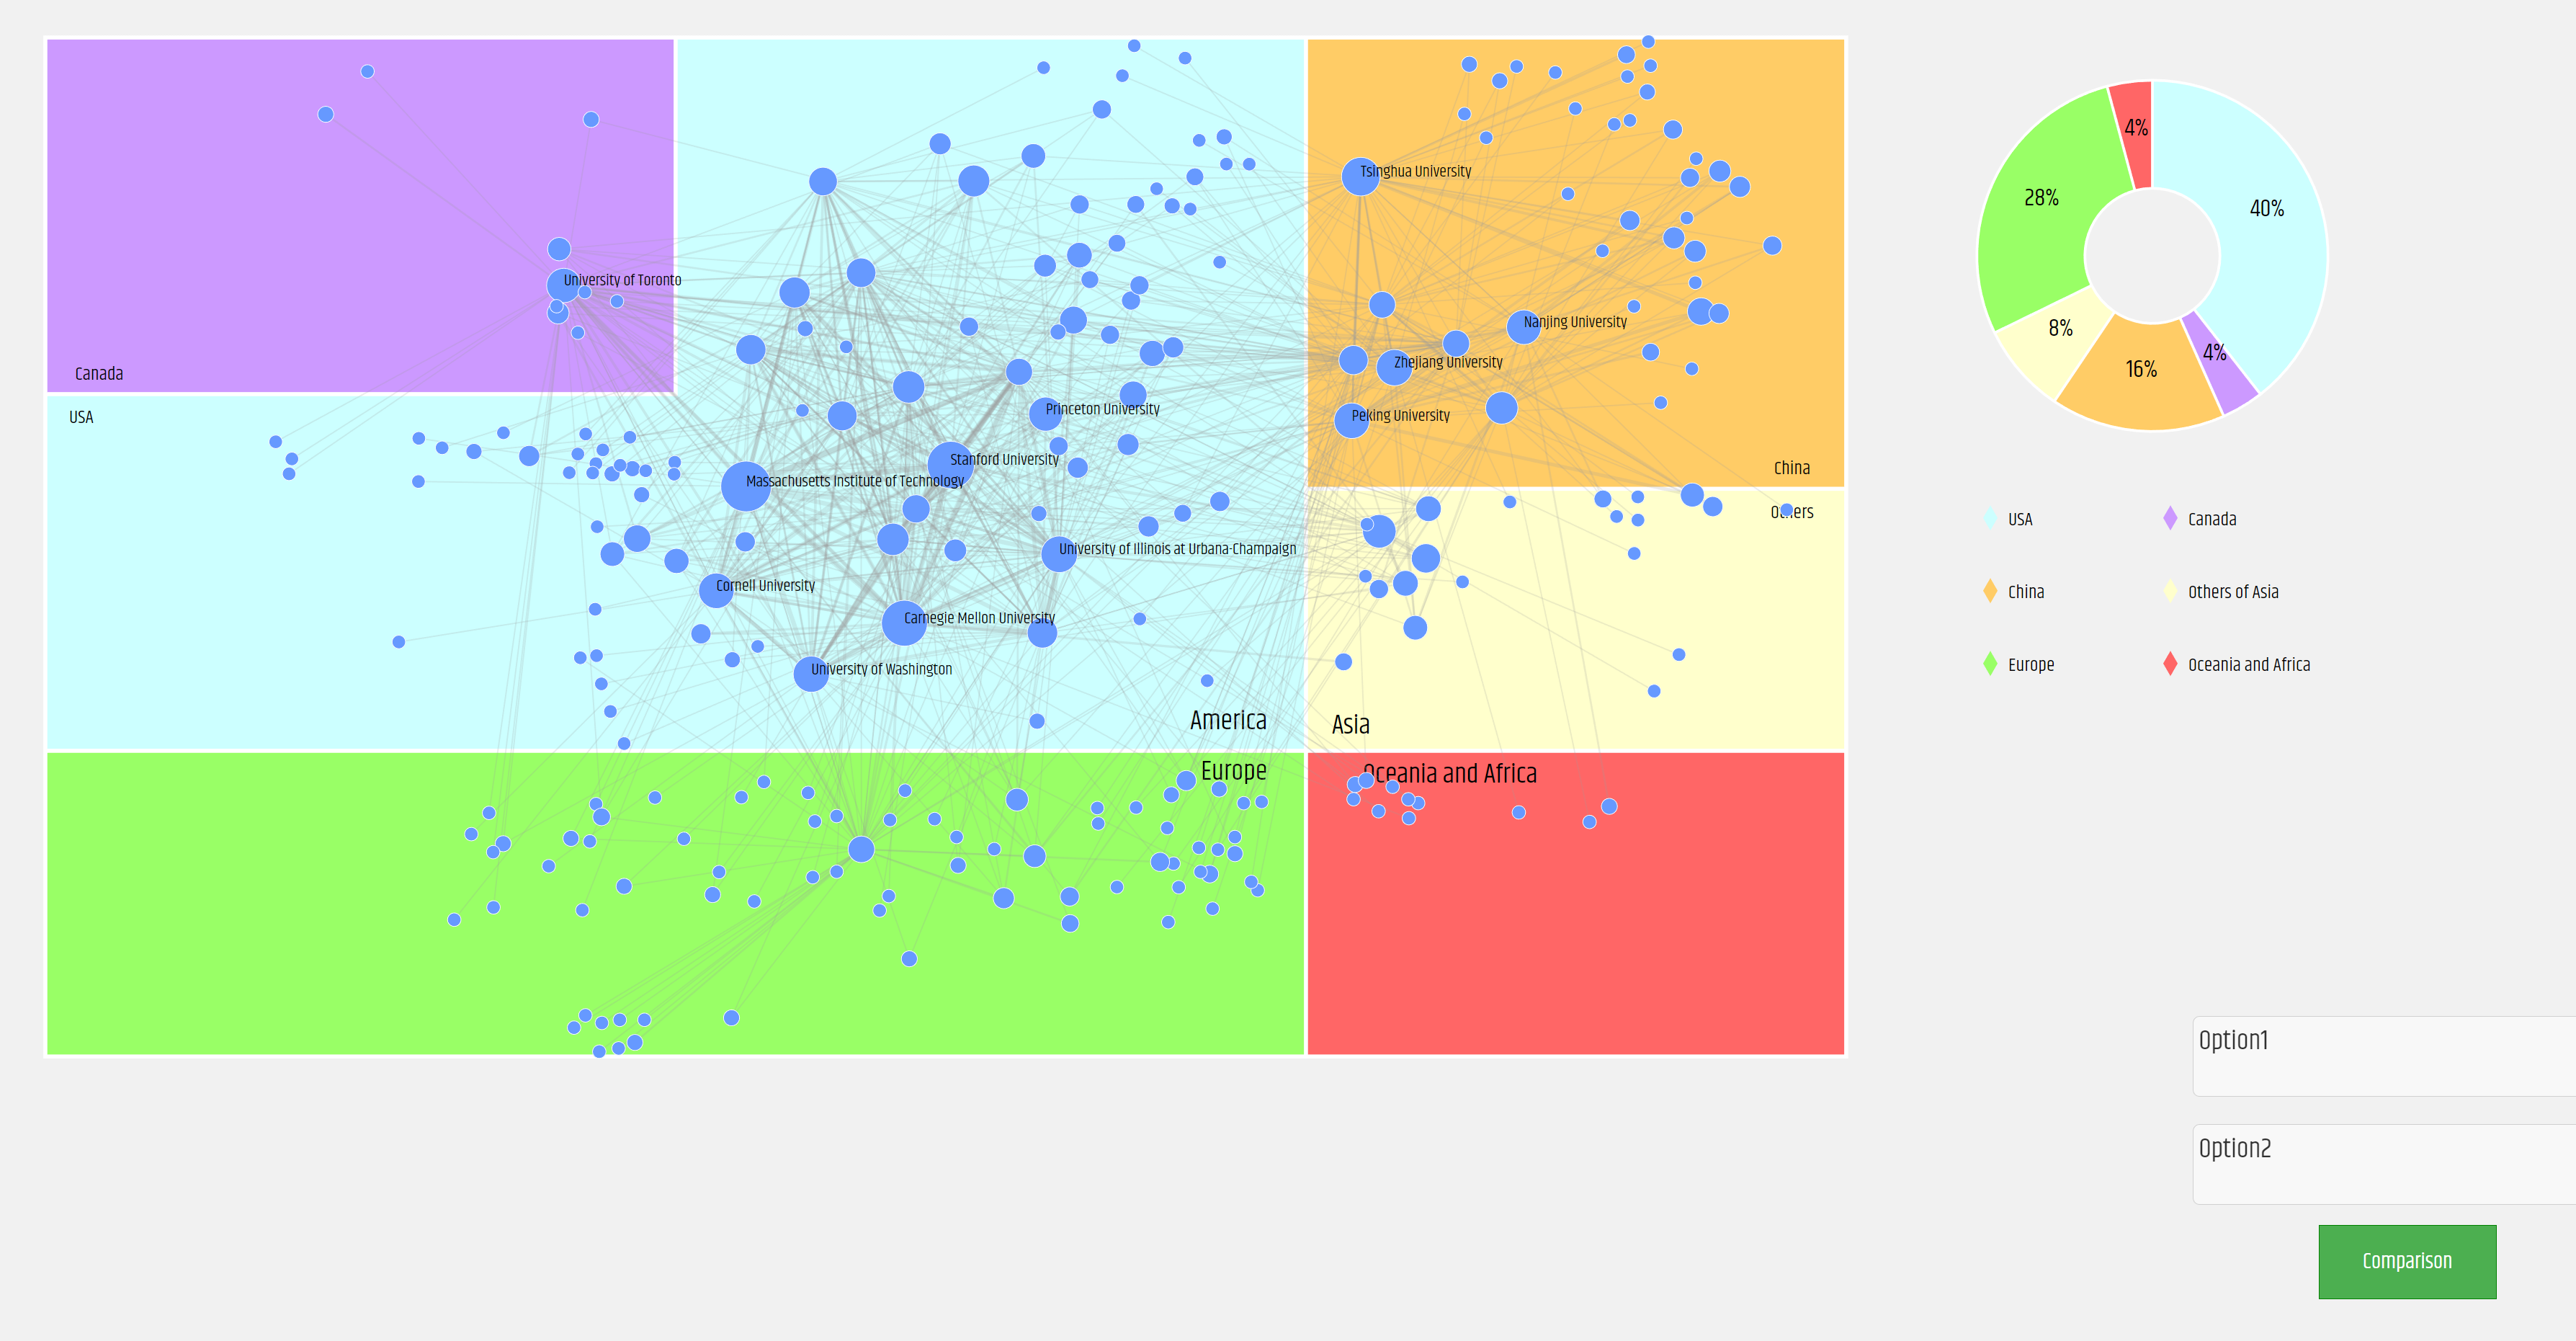 Tsinghua University
University of Toronto
Nanjing University
Zhejiang University
Canada
USA
Princeton University
Peking University
Stanford University
China
Massachusetts Institute of Technology
Others
University of Illinois at Urbana-Champaign
Cornell University
Carnegie Mellon University
University of Washington
America
Asia
Europe
Oceania and Africa
4%
28%
40%
8%
4%
16%
USA
Canada
China
Others of Asia
Europe
Oceania and Africa
Option1
Option2
Comparison